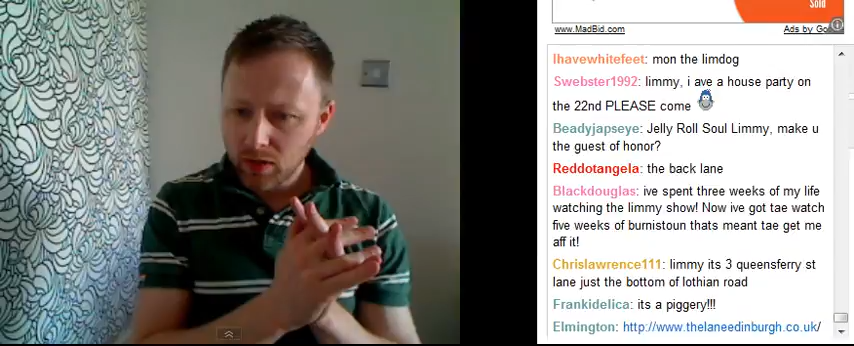 Sold
www.MadBid.com
Ads by Goo
Ihavewhitefeet: mon the limdog
Swebster1992: limmy, i ave a house party on
the 22nd PLEASE come
Beadyjapseye: Jelly Roll Soul Limmy, make u
the guest of honor?
Reddotangela: the back lane
Blackdouglas: ive spent three weeks of my life
watching the limmy show! Now ive got tae watch
five weeks of burnistoun thats meant tae get me
aff it!
Chrislawrence111: limmy its 3 queensferry st
lane just the bottom of lothian road
Frankidelica: its a piggery!!!
Elmington: http://www.thelaneedinburgh.co.uk/